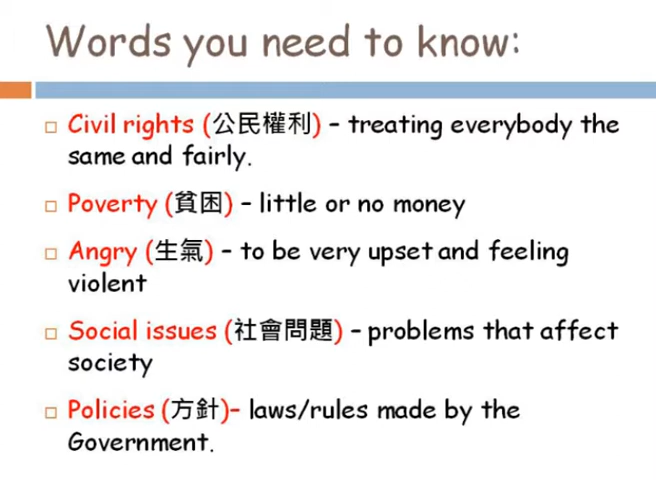 Words you need to know:
Civil rights (公民權利) – treating everybody the
same and fairly.
Poverty (貧困) – little or no money
Angry (生氣) – to be very upset and feeling
violent
Social issues (社會問題) – problems that affect
society
Policies (方針)– laws/rules made by the
Government.